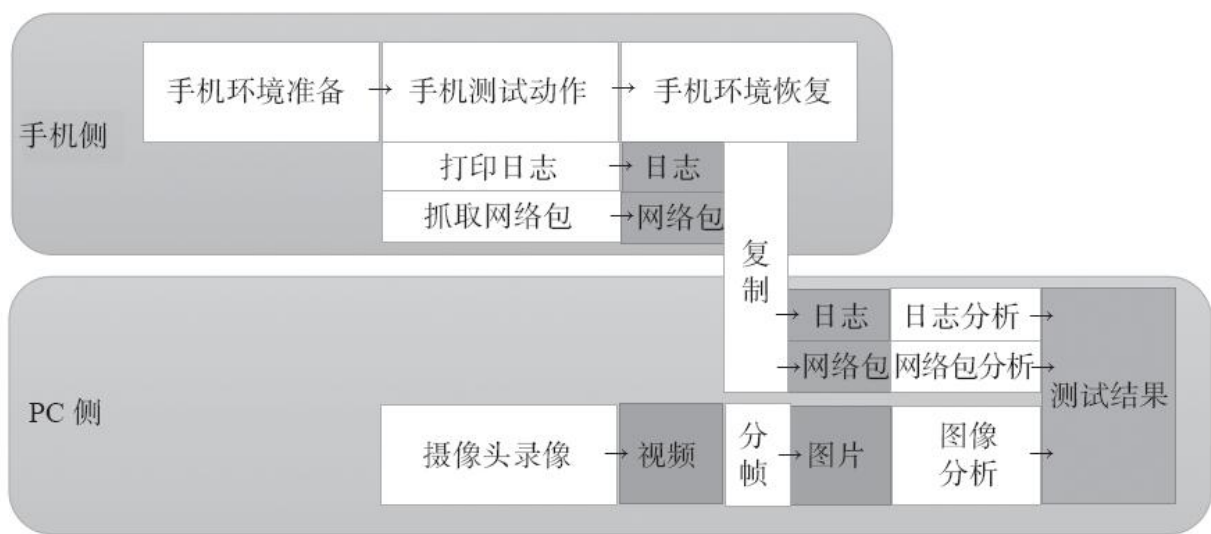 手机侧
手机环境准备 → 手机测试动作 → 手机环境恢复
打印日志 → 日志
抓取网络包 → 网络包
复
制
PC 侧
→ 日志 日志分析 →
→ 网络包 网络包分析 →
摄像头录像 → 视频
分
帧
→ 图片
图像
分析 →
测试结果